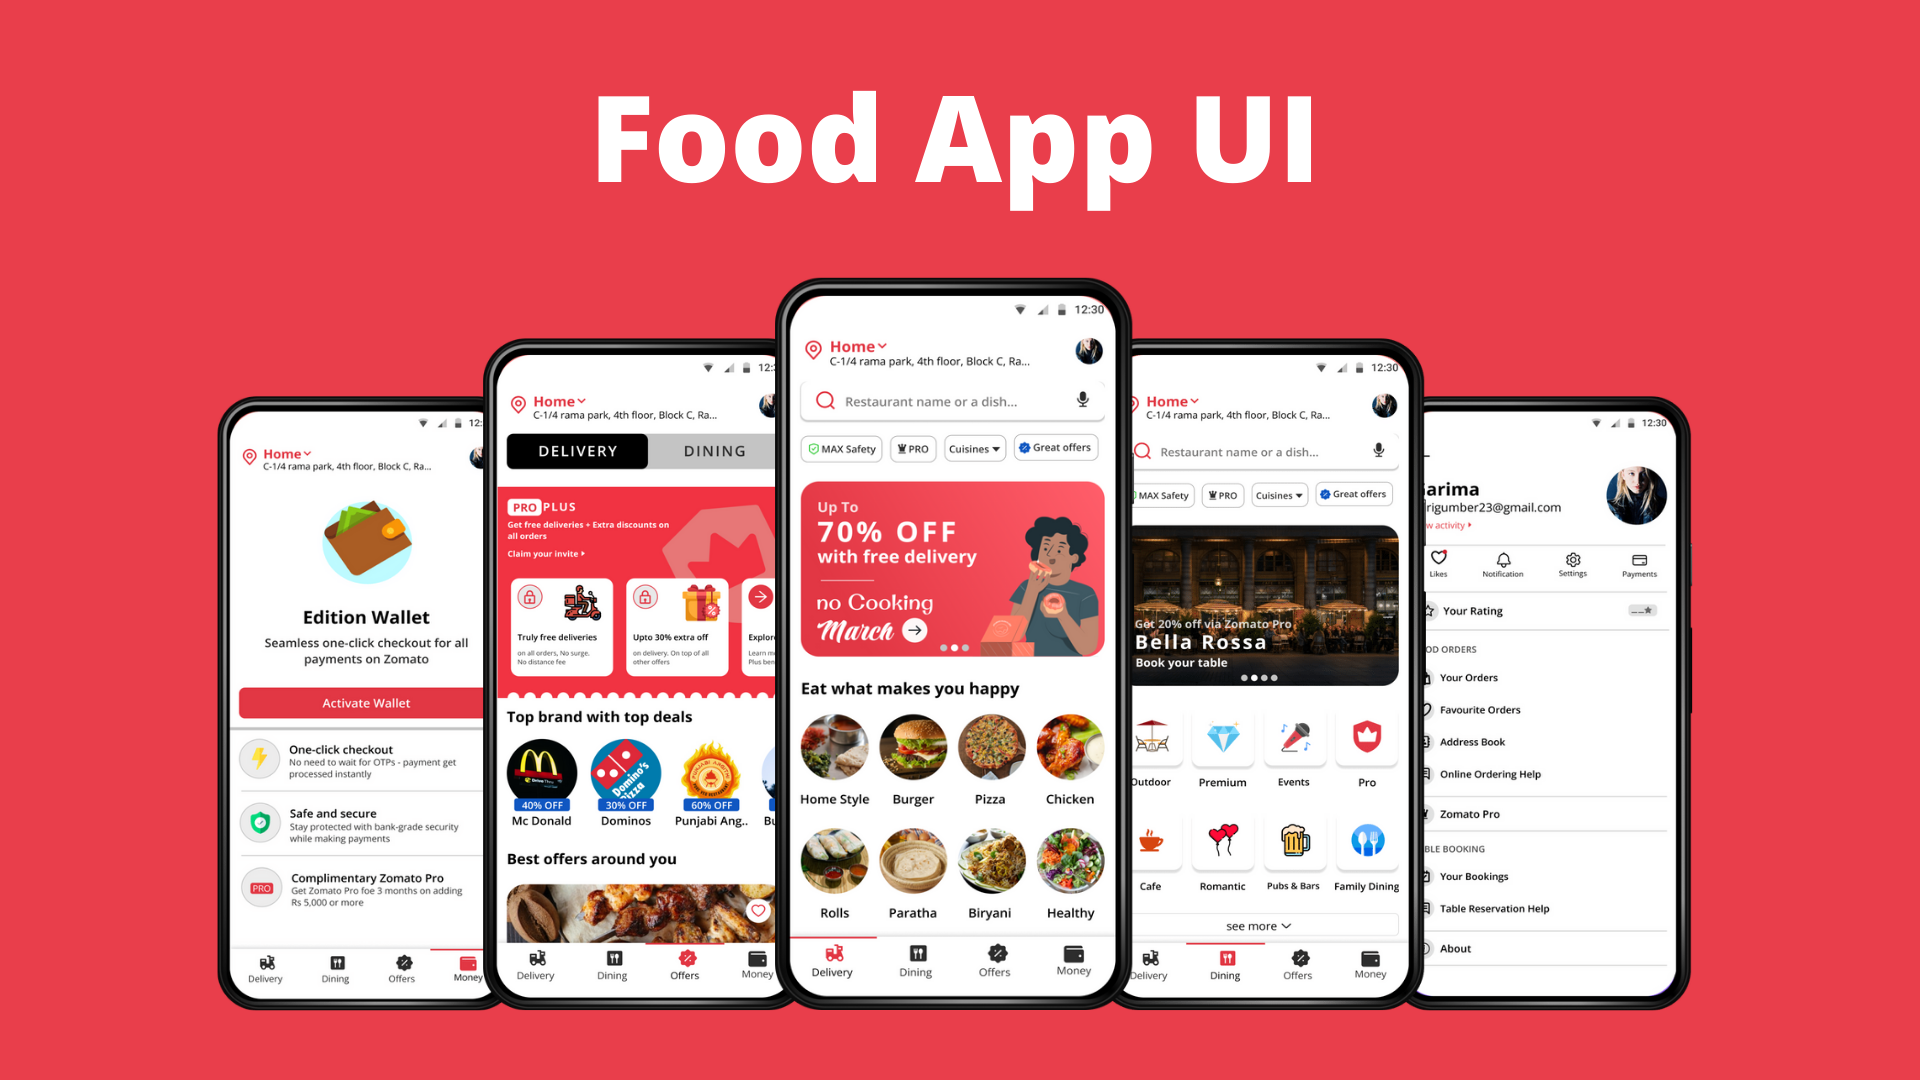 Food App UI
12:
Home
C-1/4 rama park, 4th floor, Block C, Ra...
Edition Wallet
Seamless one-click checkout for all
payments on Zomato
Activate Wallet
One-click checkout
No need to wait for OTPs - payment get
processed instantly
Safe and secure
Stay protected with bank-grade security
while making payments
PRO
Complimentary Zomato Pro
Get Zomato Pro foe 3 months on adding
Rs 5,000 or more
Delivery Dining Offers Money
12:
Home
C-1/4 rama park, 4th floor, Block C, Ra...
DELIVERY DINING
PRO PLUS
Get free deliveries + Extra discounts on
all orders
Claim your invite
Truly free deliveries
on all orders, No surge.
No distance fee
Upto 30% extra off
on delivery. On top of all
other offers
Explor
Learn m
Plus ben
Top brand with top deals
Domino's
Pizza
40% OFF 30% OFF 60% OFF
Mc Donald Dominos Punjabi Ang.. Bu
Best offers around you
Delivery Dining Offers Money
12:30
Home
C-1/4 rama park, 4th floor, Block C, Ra...
Restaurant name or a dish...
MAX Safety PRO Cuisines Great offers
Up To
70% OFF
with free delivery
no Cooking
March
Eat what makes you happy
Home Style Burger Pizza Chicken
Rolls Paratha Biryani Healthy
Delivery Dining Offers Money
12:30
Home
C-1/4 rama park, 4th floor, Block C, Ra...
Restaurant name or a dish...
MAX Safety PRO Cuisines Great offers
Get 20% off via Zomato Pro
Bella Rossa
Book your table
Outdoor Premium Events Pro
Cafe Romantic Pubs & Bars Family Dining
see more
Delivery Dining Offers Money
12:30
arima
rigumber23@gmail.com
w activity
Likes Notification Settings Payments
Your Rating
OD ORDERS
Your Orders
Favourite Orders
Address Book
Online Ordering Help
Zomato Pro
BLE BOOKING
Your Bookings
Table Reservation Help
About